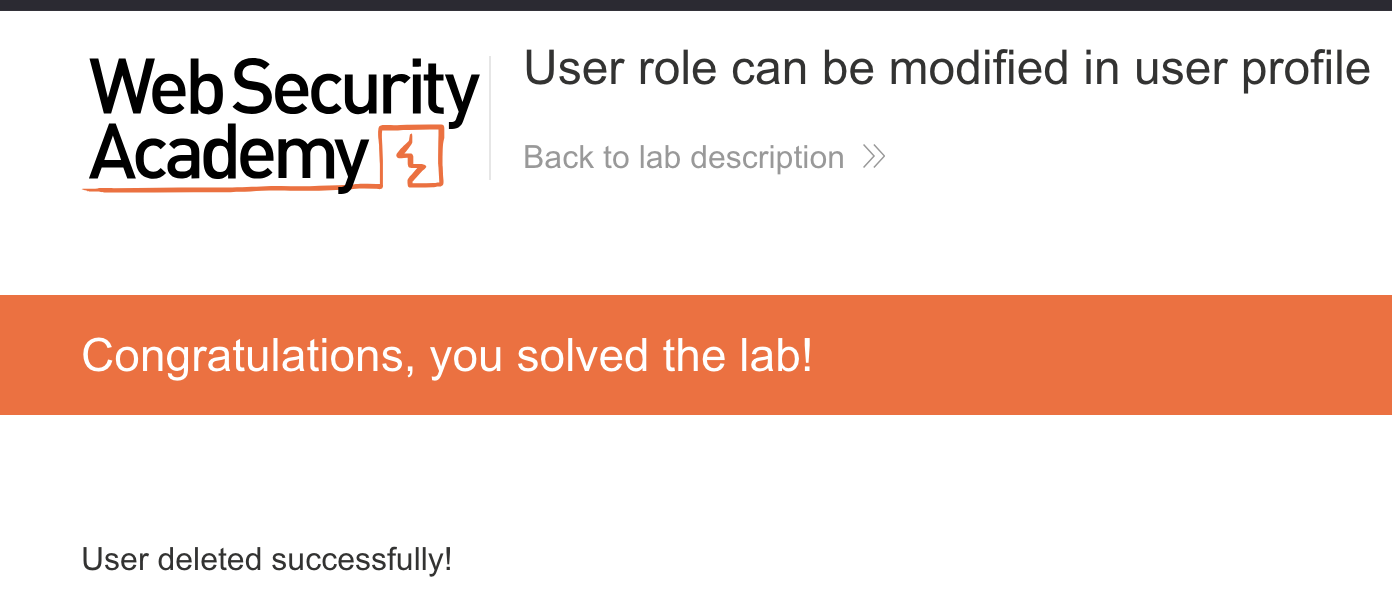 Web Security
Academy
User role can be modified in user profile
Back to lab description
Congratulations, you solved the lab!
User deleted successfully!